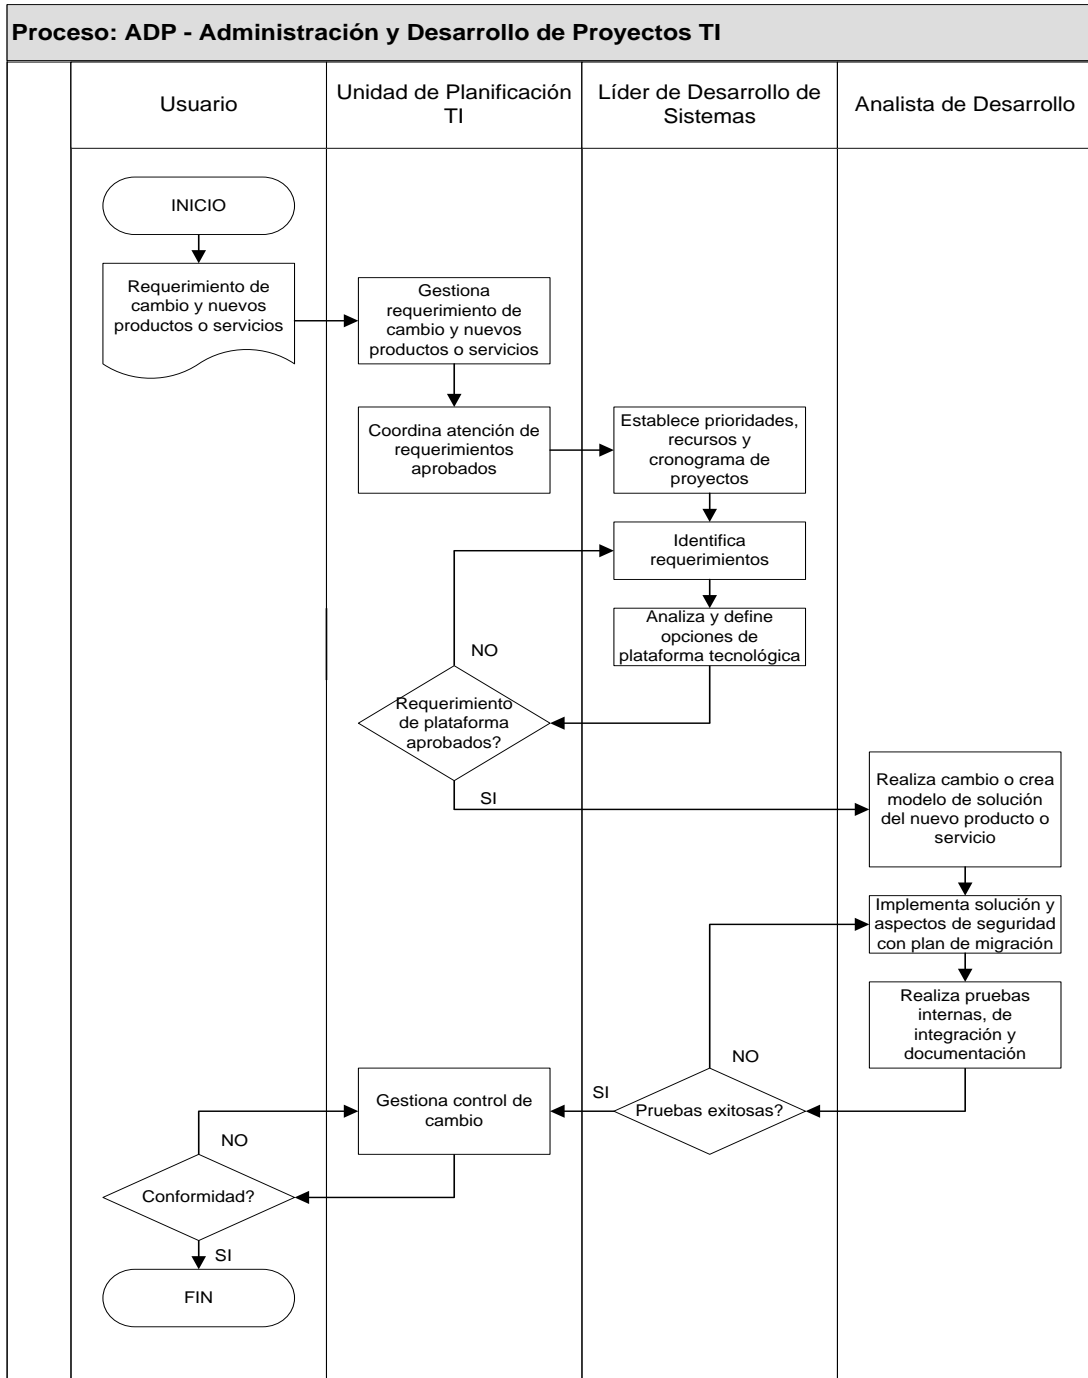 Proceso: ADP - Administración y Desarrollo de Proyectos TI
Usuario
Unidad de Planificación
TI
Líder de Desarrollo de
Sistemas
Analista de Desarrollo
INICIO
Requerimiento de
cambio y nuevos
productos o servicios
Gestiona
requerimiento de
cambio y nuevos
productos o servicios
Coordina atención de
requerimientos
aprobados
Establece prioridades,
recursos y
cronograma de
proyectos
Identifica
requerimientos
Analiza y define
opciones de
plataforma tecnológica
NO
Requerimiento
de plataforma
aprobados?
SI
Realiza cambio o crea
modelo de solución
del nuevo producto o
servicio
Implementa solución y
aspectos de seguridad
con plan de migración
Realiza pruebas
internas, de
integración y
documentación
NO
Pruebas exitosas?
SI
Gestiona control de
cambio
NO
Conformidad?
SI
FIN